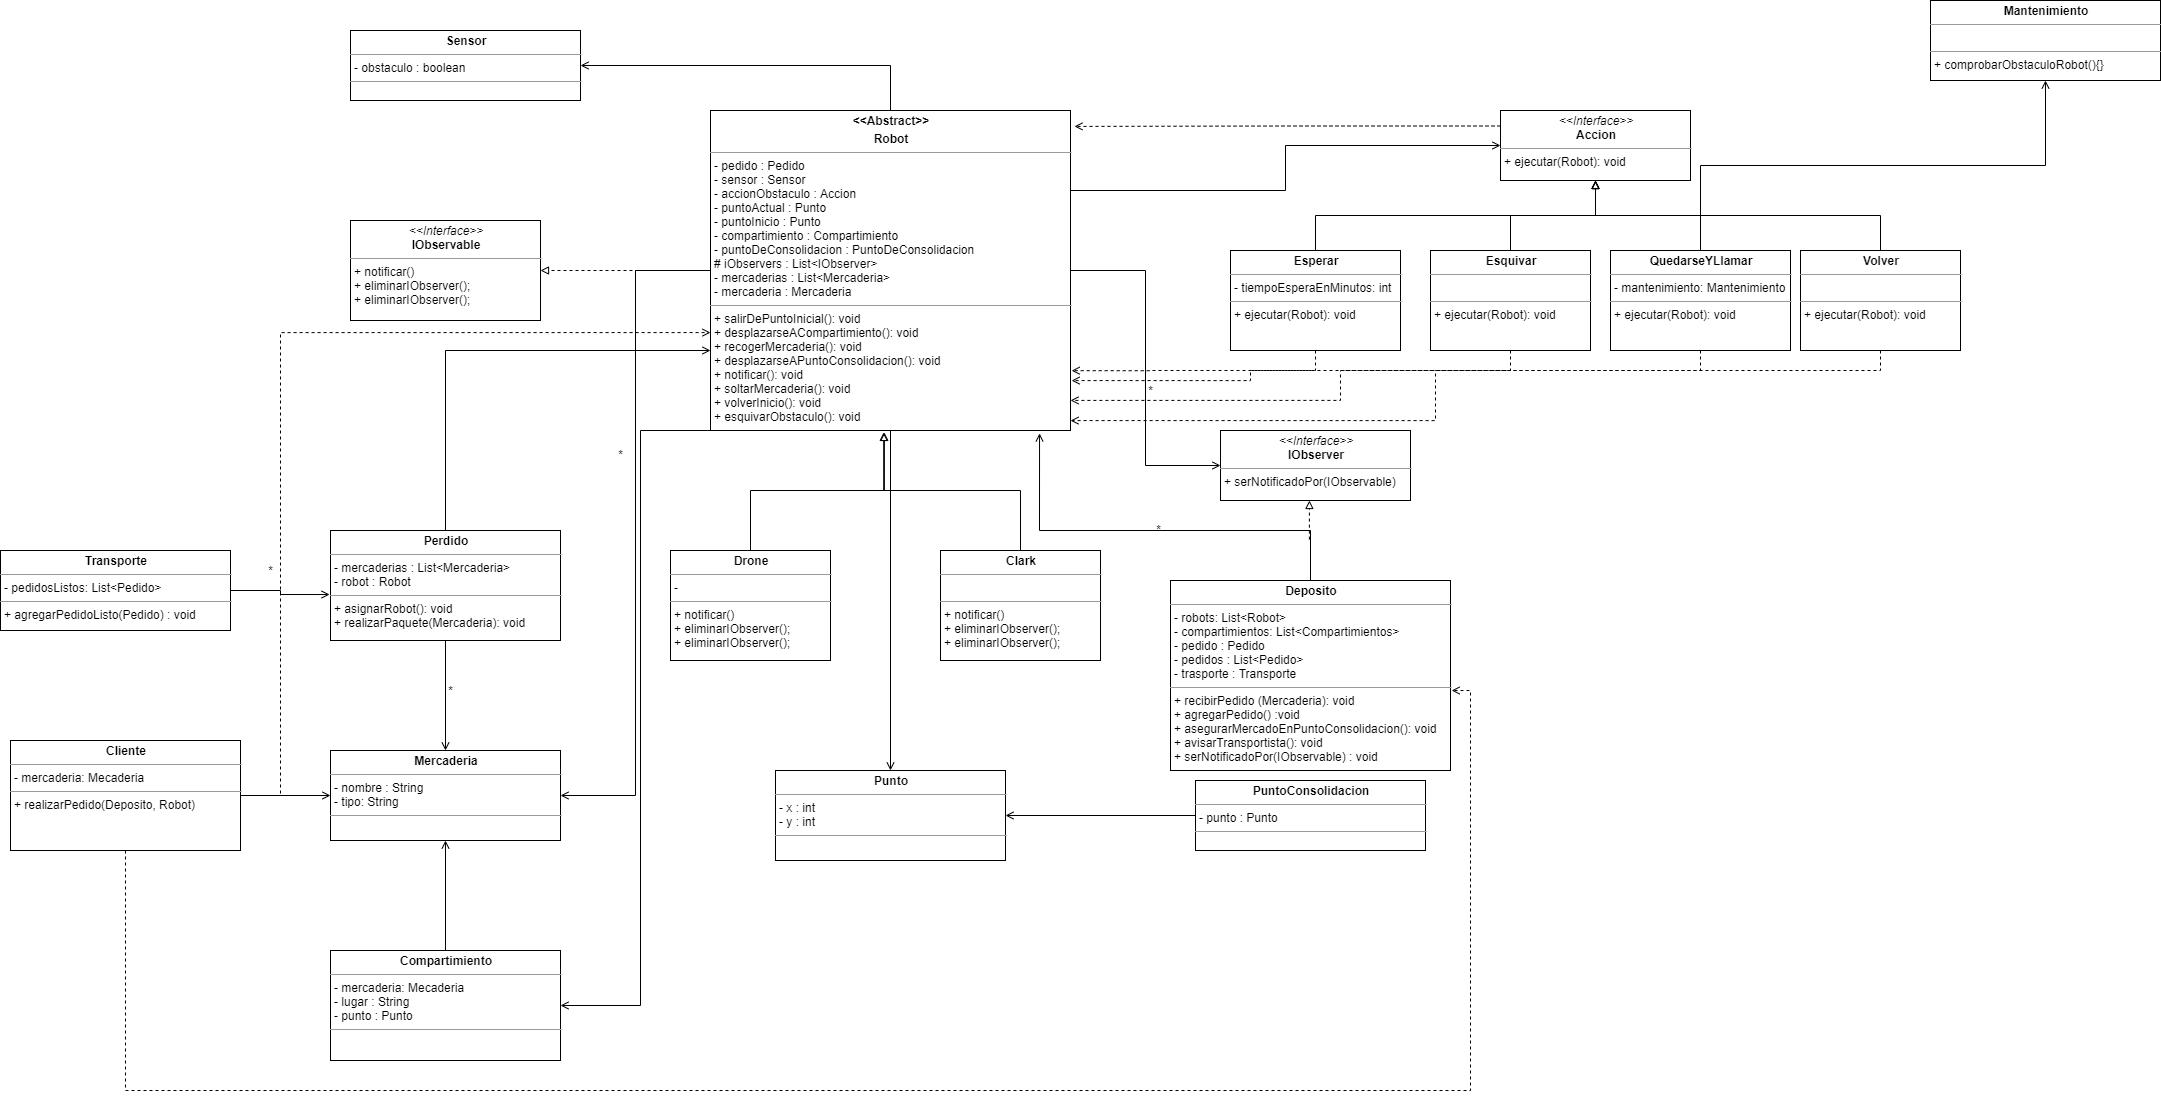 Mantenimiento
+ comprobarObstaculoRobot(){}
Sensor
- obstaculo : boolean
<<Abstract>>
Robot
- pedido : Pedido
- sensor : Sensor
- accionObstaculo : Accion
- puntoActual : Punto
- puntoInicio : Punto
- compartimiento : Compartimiento
- puntoDeConsolidacion : PuntoDeConsolidacion
# iObservers : List<IObserver>
- mercaderias : List<Mercaderia>
- mercaderia : Mercaderia
+ salirDePuntoInicial(): void
+ desplazarseACompartimiento(): void
+ recogerMercaderia(): void
+ desplazarseAPuntoConsolidacion(): void
+ notificar(): void
+ soltarMercaderia(): void
+ volverInicio(): void
+ esquivarObstaculo(): void
<<Interface>>
Accion
+ ejecutar(Robot): void
<<Interface>>
IObservable
+ notificar()
+ eliminarIObserver();
+ eliminarIObserver();
Esperar
- tiempoEsperaEnMinutos: int
+ ejecutar(Robot): void
Esquivar
+ ejecutar(Robot): void
QuedarseYLlamar
- mantenimiento: Mantenimiento
+ ejecutar(Robot): void
Volver
+ ejecutar(Robot): void
*
*
<<Interface>>
IObserver
+ serNotificadoPor(IObservable)
*
Transporte
- pedidosListos: List<Pedido>
+ agregarPedidoListo(Pedido) : void
*
Perdido
- mercaderias : List<Mercaderia>
- robot : Robot
+ asignarRobot(): void
+ realizarPaquete(Mercaderia): void
*
Drone
-
+ notificar()
+ eliminarIObserver();
+ eliminarIObserver();
Clark
+ notificar()
+ eliminarIObserver();
+ eliminarIObserver();
Deposito
- robots: List<Robot>
- compartimientos: List<Compartimientos>
- pedido : Pedido
- pedidos : List<Pedido>
- trasporte : Transporte
+ recibirPedido (Mercaderia): void
+ agregarPedido() :void
+ asegurarMercadoEnPuntoConsolidacion(): void
+ avisarTransportista(): void
+ serNotificadoPor(IObservable) : void
Cliente
- mercaderia: Mecaderia
+ realizarPedido(Deposito, Robot)
Mercaderia
- nombre : String
- tipo: String
Punto
- x : int
- y : int
PuntoConsolidacion
- punto : Punto
Compartimiento
- mercaderia: Mecaderia
- lugar : String
- punto : Punto